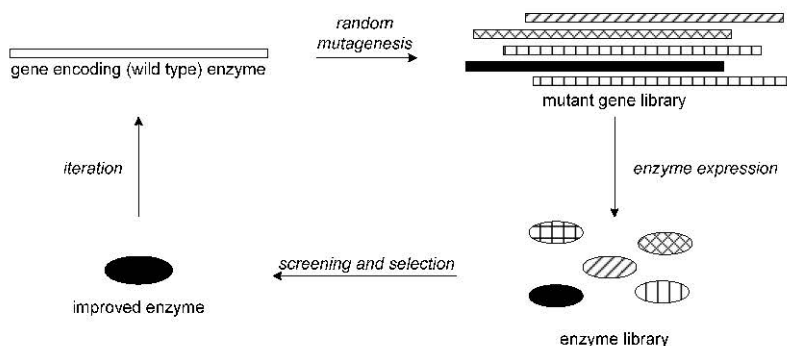 random
mutagenesis
gene encoding (wild type) enzyme
mutant gene library
iteration
enzyme expression
screening and selection
improved enzyme
enzyme library